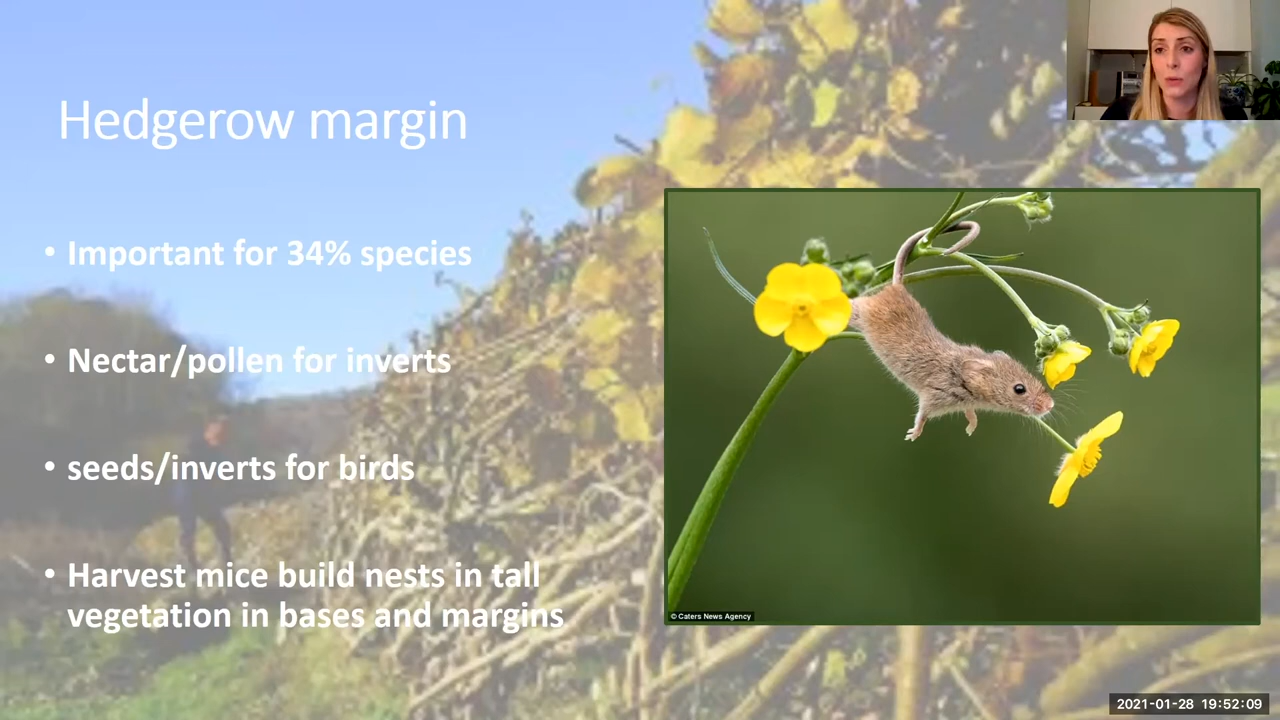 Hedgerow margin
• Important for 34% species
• Nectar/pollen for inverts
• seeds/inverts for birds
• Harvest mice build nests in tall
vegetation in bases and margins
© Caters News Agency
2021-01-28 19:52:09